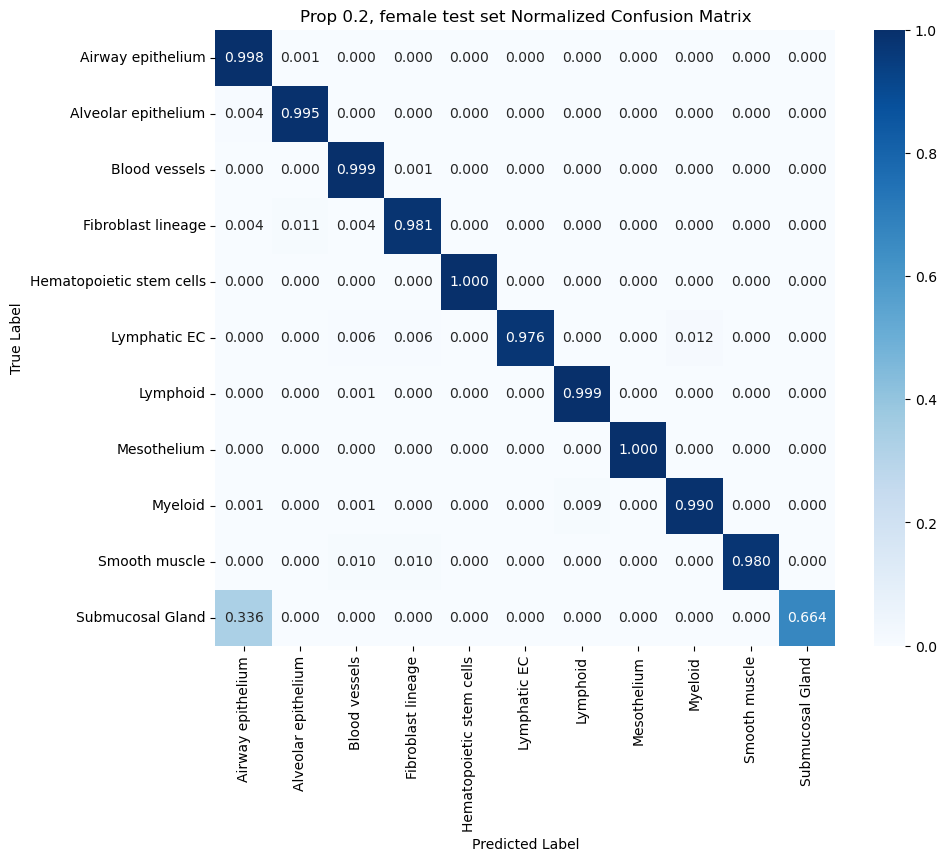 Prop 0.2, female test set Normalized Confusion Matrix
Airway epithelium 0.998 0.001 0.000 0.000 0.000 0.000 0.000 0.000 0.000 0.000 0.000
Alveolar epithelium 0.004 0.995 0.000 0.000 0.000 0.000 0.000 0.000 0.000 0.000 0.000
Blood vessels 0.000 0.000 0.999 0.001 0.000 0.000 0.000 0.000 0.000 0.000 0.000
Fibroblast lineage 0.004 0.011 0.004 0.981 0.000 0.000 0.000 0.000 0.000 0.000 0.000
Hematopoietic stem cells 0.000 0.000 0.000 0.000 1.000 0.000 0.000 0.000 0.000 0.000 0.000
Lymphatic EC 0.000 0.000 0.006 0.006 0.000 0.976 0.000 0.000 0.012 0.000 0.000
Lymphoid 0.000 0.000 0.001 0.000 0.000 0.000 0.999 0.000 0.000 0.000 0.000
Mesothelium 0.000 0.000 0.000 0.000 0.000 0.000 0.000 1.000 0.000 0.000 0.000
Myeloid 0.001 0.000 0.001 0.000 0.000 0.000 0.009 0.000 0.990 0.000 0.000
Smooth muscle 0.000 0.000 0.010 0.010 0.000 0.000 0.000 0.000 0.000 0.980 0.000
Submucosal Gland 0.336 0.000 0.000 0.000 0.000 0.000 0.000 0.000 0.000 0.000 0.664
True Label
Airway epithelium
Alveolar epithelium
Blood vessels
Fibroblast lineage
Hematopoietic stem cells
Lymphatic EC
Lymphoid
Mesothelium
Myeloid
Smooth muscle
Submucosal Gland
Predicted Label
1.0
0.8
0.6
0.4
0.2
0.0